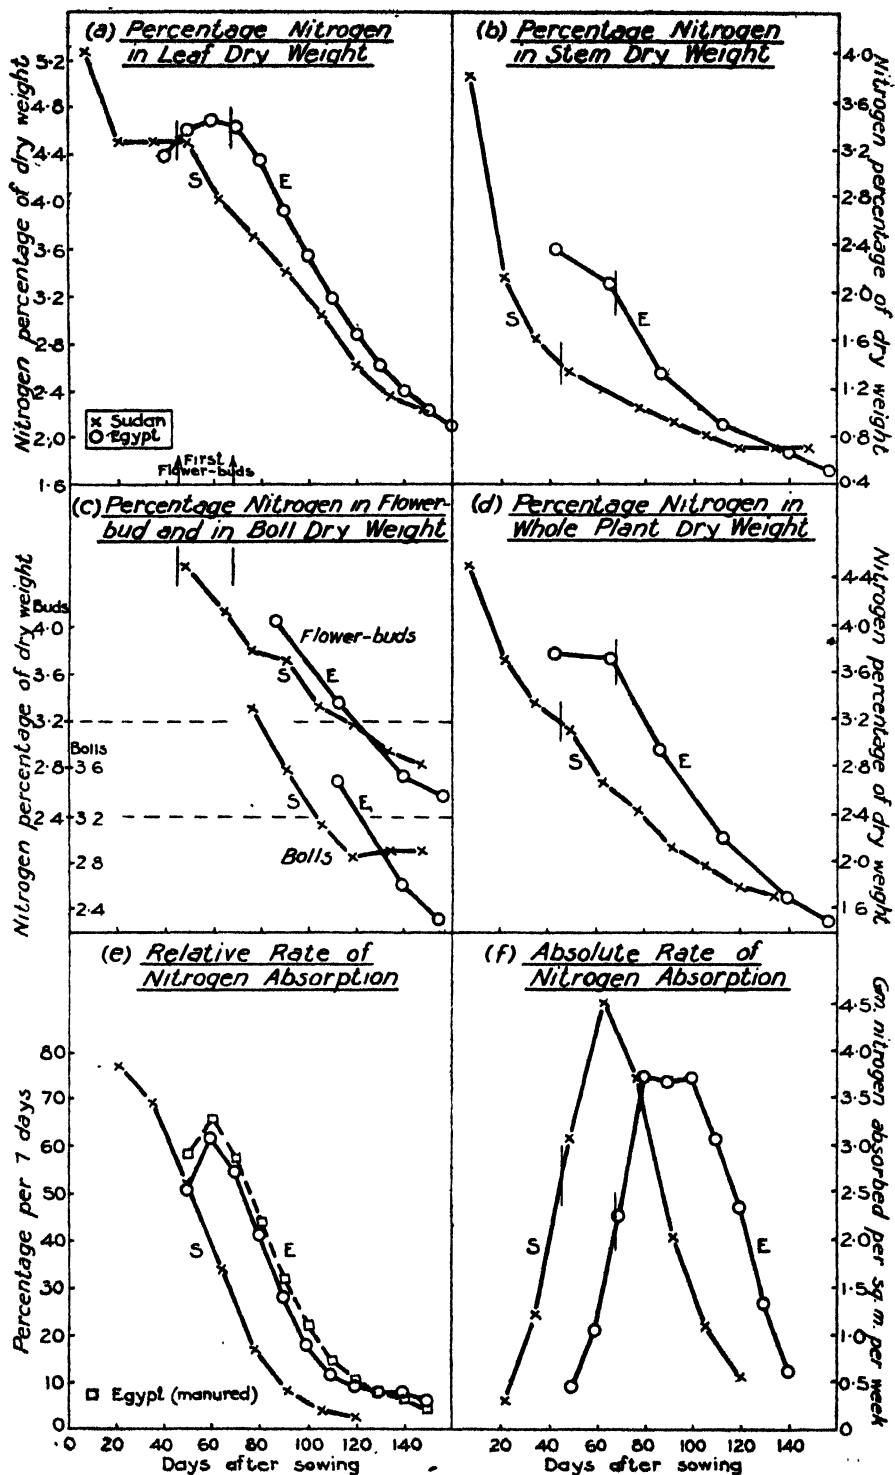 (a) Percentage Nitrogen
in Leaf Dry Weight
Nitrogen percentage of dry weight
5·2
4·8
4·4
4·0
3·6
3·2
2·8
2·4
2·0
1·6
S
E
× Sudan
○ Egypt
First
Flower-buds
(b) Percentage Nitrogen
in Stem Dry Weight
Nitrogen percentage of dry weight
4·0
3·6
3·2
2·4
2·0
1·6
1·2
0·8
0·4
S
E
(c) Percentage Nitrogen in Flower-
bud and in Boll Dry Weight
Nitrogen percentage of dry weight
Buds
4·0
3·6
3·2
Bolls
2·8 3·6
2·4 3·2
2·8
2·4
Flower-buds
S
E
S
E
Bolls
(d) Percentage Nitrogen in
Whole Plant Dry Weight
Nitrogen percentage of dry weight
4·4
4·0
3·6
3·2
2·8
2·4
2·0
1·6
S
E
(e) Relative Rate of
Nitrogen Absorption
Percentage per 7 days
80
70
60
50
40
30
20
10
0
S
E
□ Egypt (manured)
0 20 40 60 80 100 120 140
Days after sowing
(f) Absolute Rate of
Nitrogen Absorption
Gm. nitrogen absorbed per sq. m. per week
4·5
4·0
3·5
3·0
2·5
2·0
1·5
1·0
0·5
0
S
E
20 40 60 80 100 120 140
Days after sowing